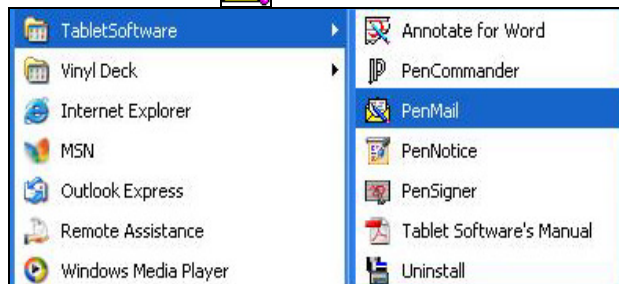 TabletSoftware
Vinyl Deck
Internet Explorer
MSN
Outlook Express
Remote Assistance
Windows Media Player
Annotate for Word
PenCommander
PenMail
PenNotice
PenSigner
Tablet Software's Manual
Uninstall